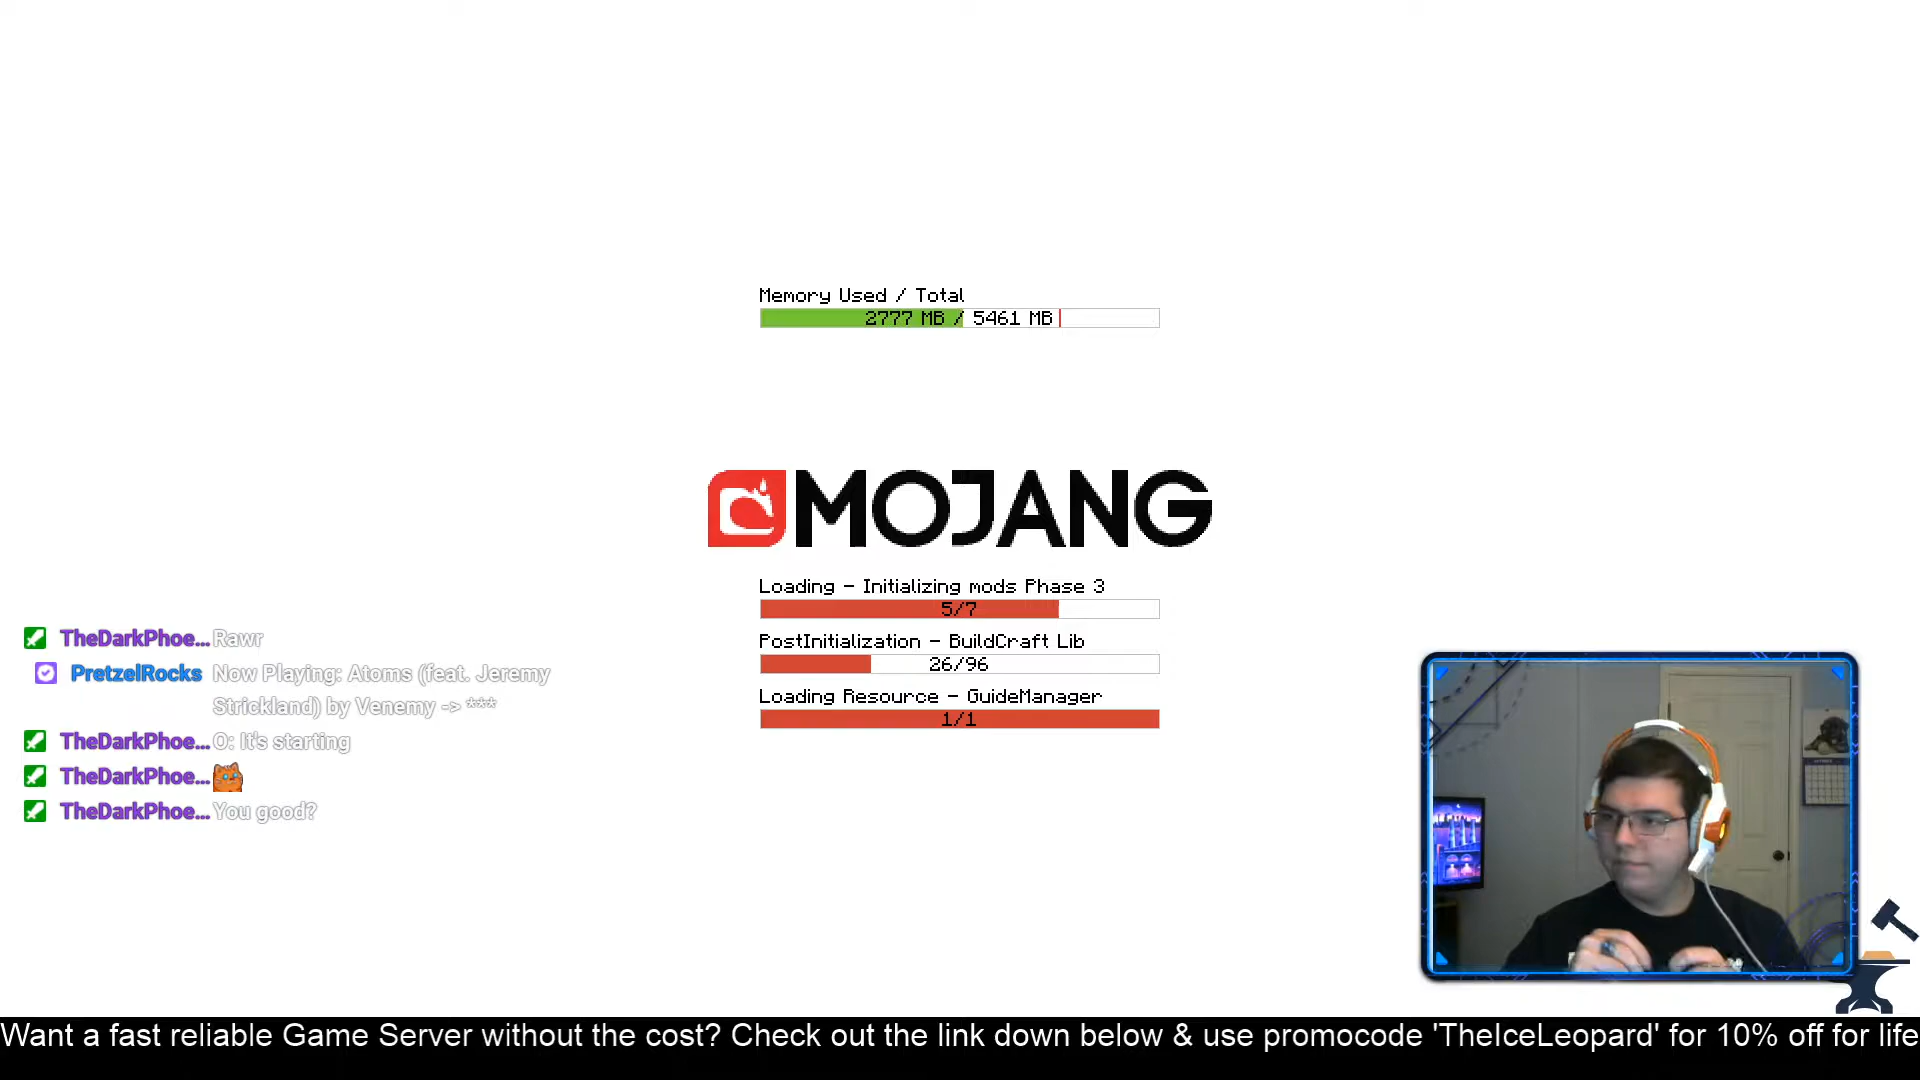 Memory Used / Total
2777 MB / 5461 MB
MOJANG
Loading - Initializing mods Phase 3
5/7
PostInitialization - BuildCraft Lib
26/96
Loading Resource - GuideManager
1/1
TheDarkPhoe... Rawr
PretzelRocks Now Playing: Atoms (feat. Jeremy
Strickland) by Venemy -> ***
TheDarkPhoe... O: It's starting
TheDarkPhoe...
TheDarkPhoe... You good?
Want a fast reliable Game Server without the cost? Check out the link down below & use promocode 'TheIceLeopard' for 10% off for life